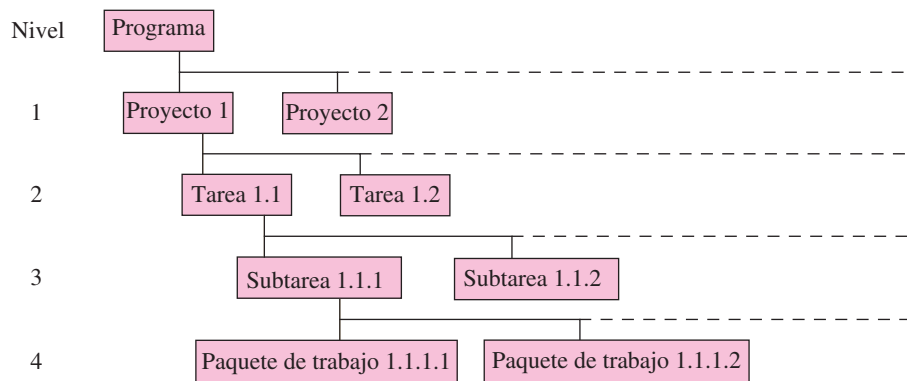 Nivel
Programa
1
Proyecto 1
Proyecto 2
2
Tarea 1.1
Tarea 1.2
3
Subtarea 1.1.1
Subtarea 1.1.2
4
Paquete de trabajo 1.1.1.1
Paquete de trabajo 1.1.1.2